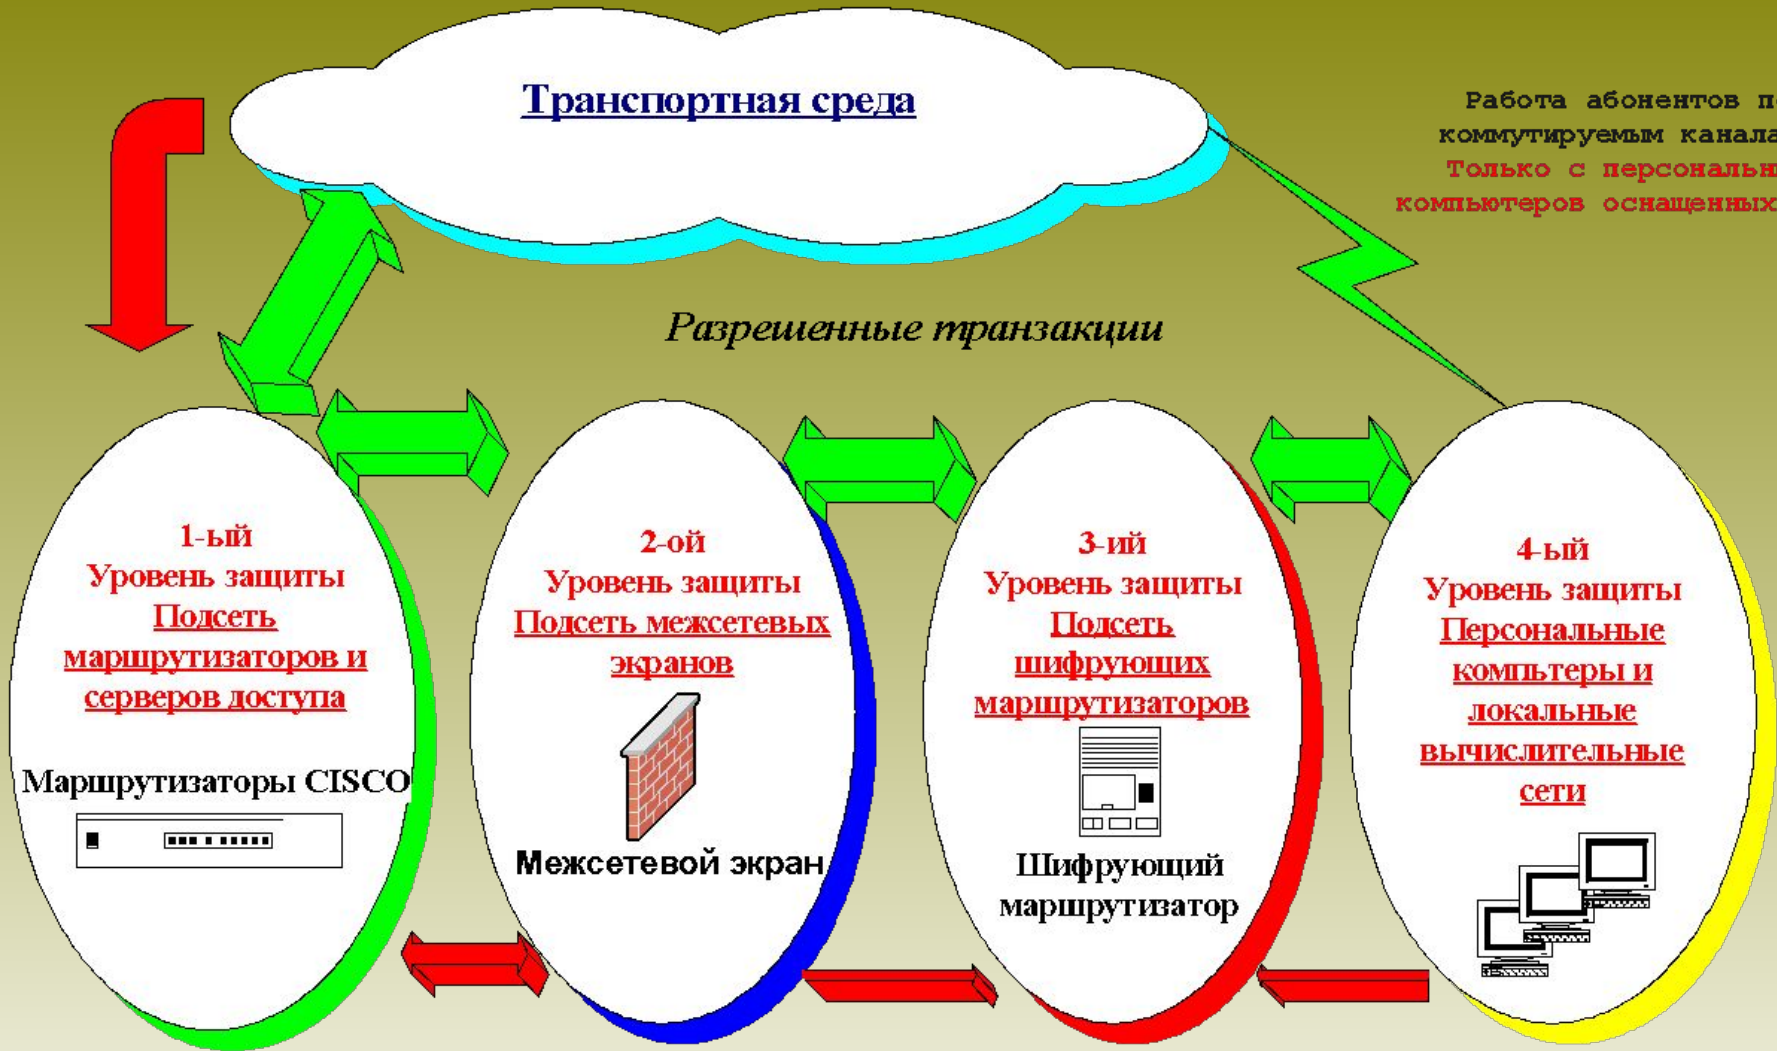 Транспортная среда
Работа абонентов по
коммутируемым канала
Только с персональн
компьютеров оснащенных
Разрешенные транзакции
1-ый
Уровень защиты
Подсеть
маршрутизаторов и
серверов доступа
Маршрутизаторы CISCO
2-ой
Уровень защиты
Подсеть межсетевых
экранов
Межсетевой экран
3-ий
Уровень защиты
Подсеть
шифрующих
маршрутизаторов
Шифрующий
маршрутизатор
4-ый
Уровень защиты
Персональные
компьтеры и
локальные
вычислительные
сети